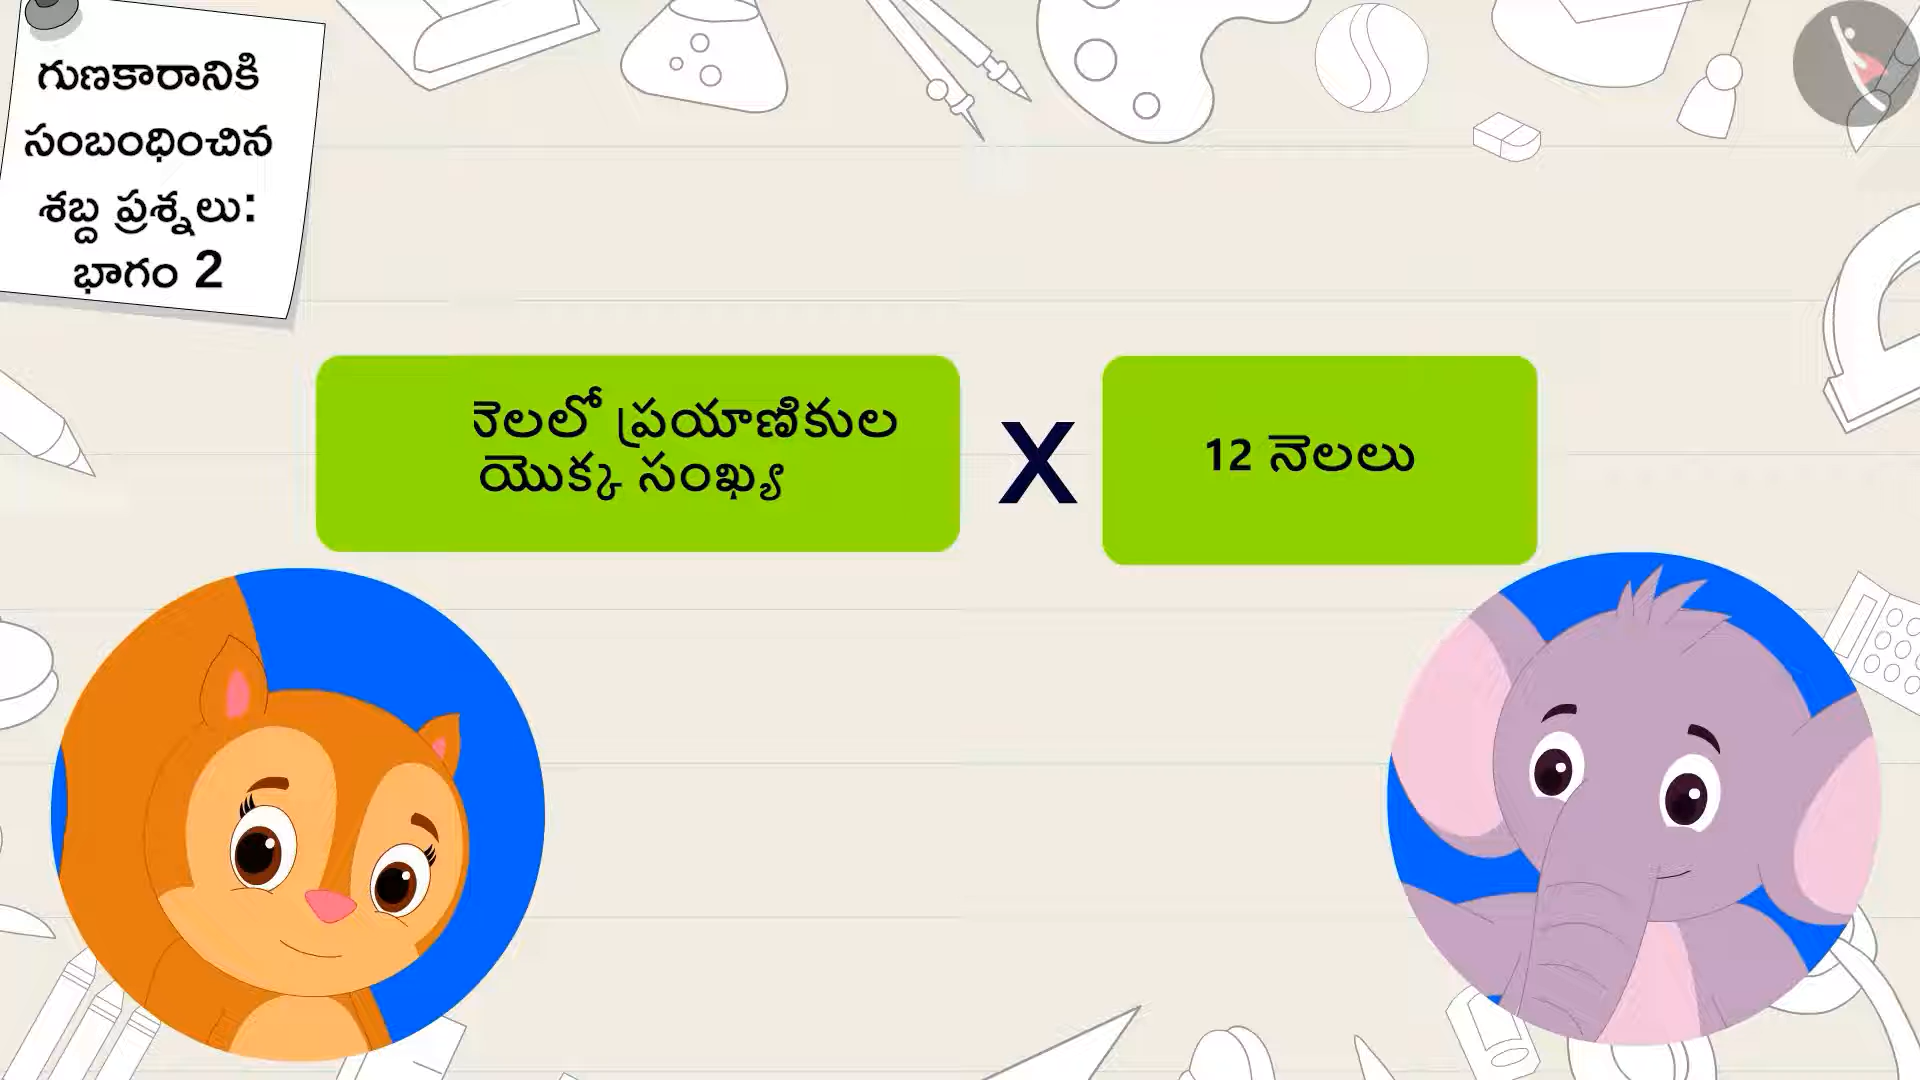 గుణకారానికి
సంబంధించిన
శబ్ద ప్రశ్నలు:
భాగం 2
నెలలో ప్రయాణికుల
యొక్క సంఖ్య
X
12 నెలలు